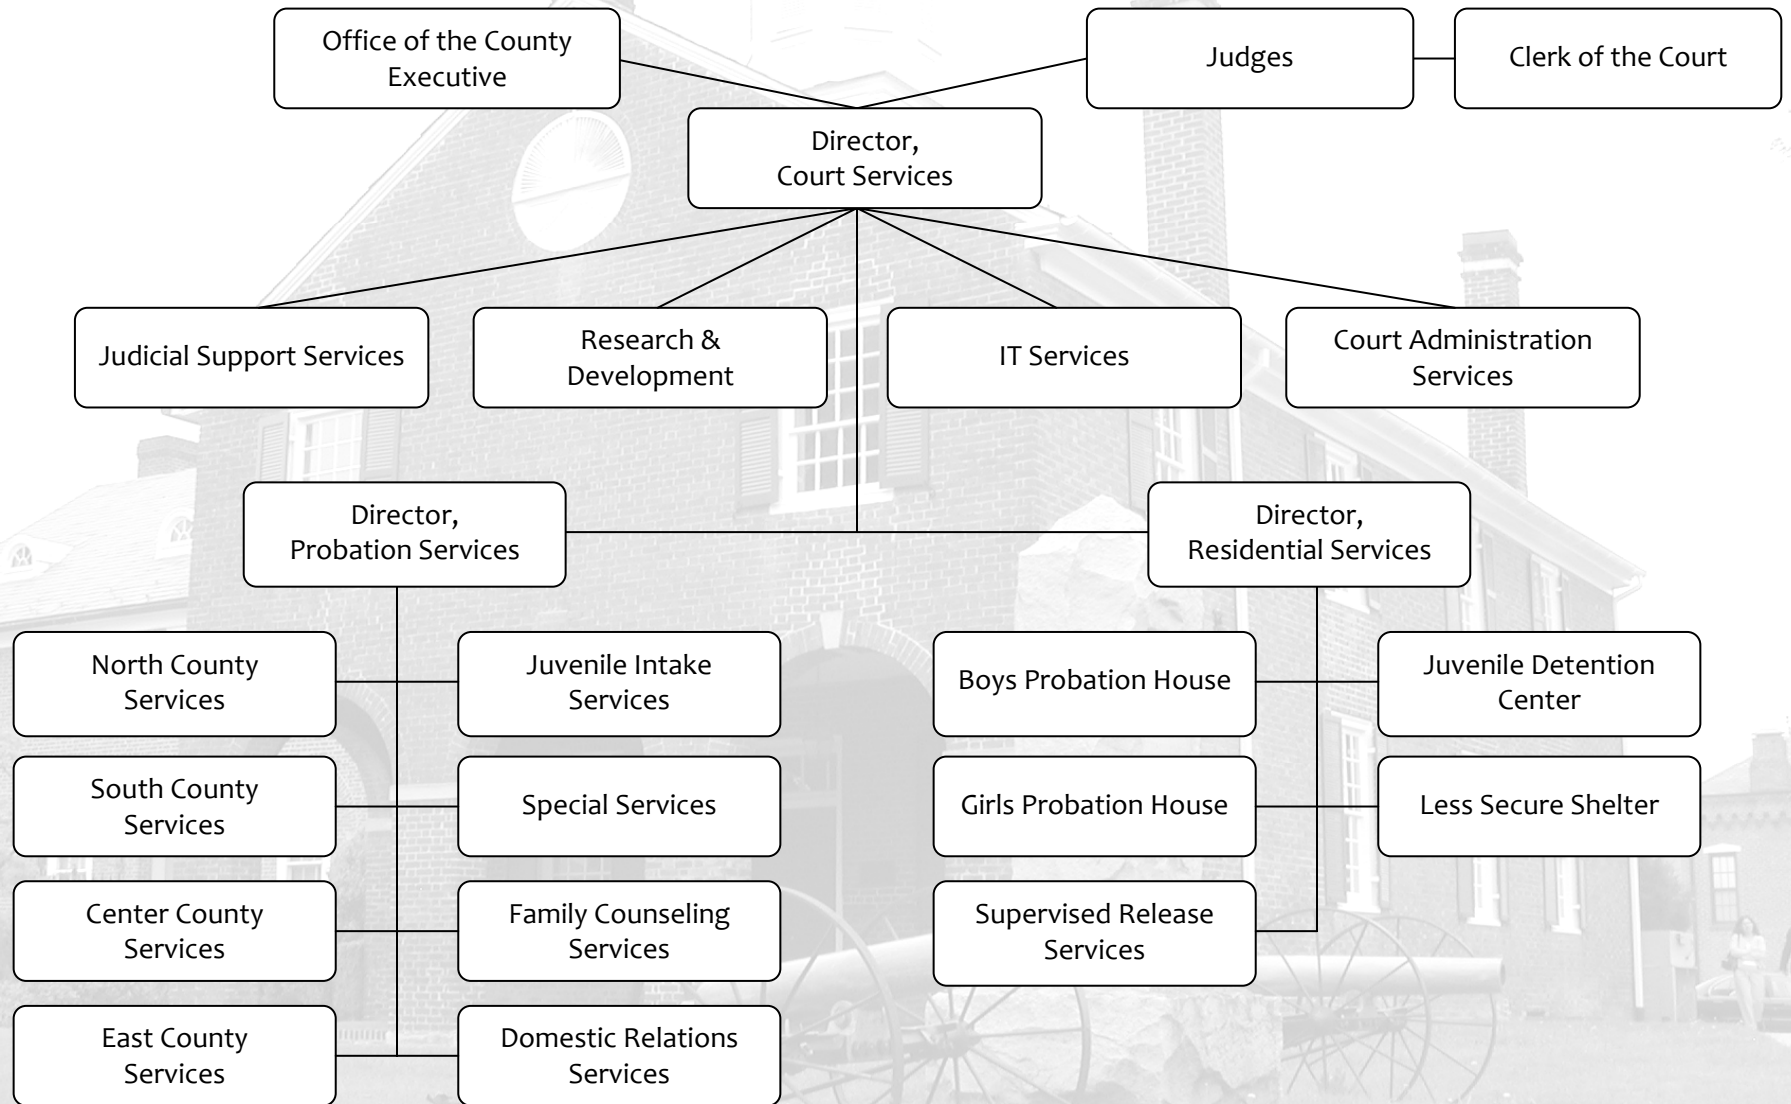 Office of the County
Executive
Judges
Clerk of the Court
Director,
Court Services
Judicial Support Services
Research &
Development
IT Services
Court Administration
Services
Director,
Probation Services
Director,
Residential Services
North County
Services
Juvenile Intake
Services
Boys Probation House
Juvenile Detention
Center
South County
Services
Special Services
Girls Probation House
Less Secure Shelter
Center County
Services
Family Counseling
Services
Supervised Release
Services
East County
Services
Domestic Relations
Services